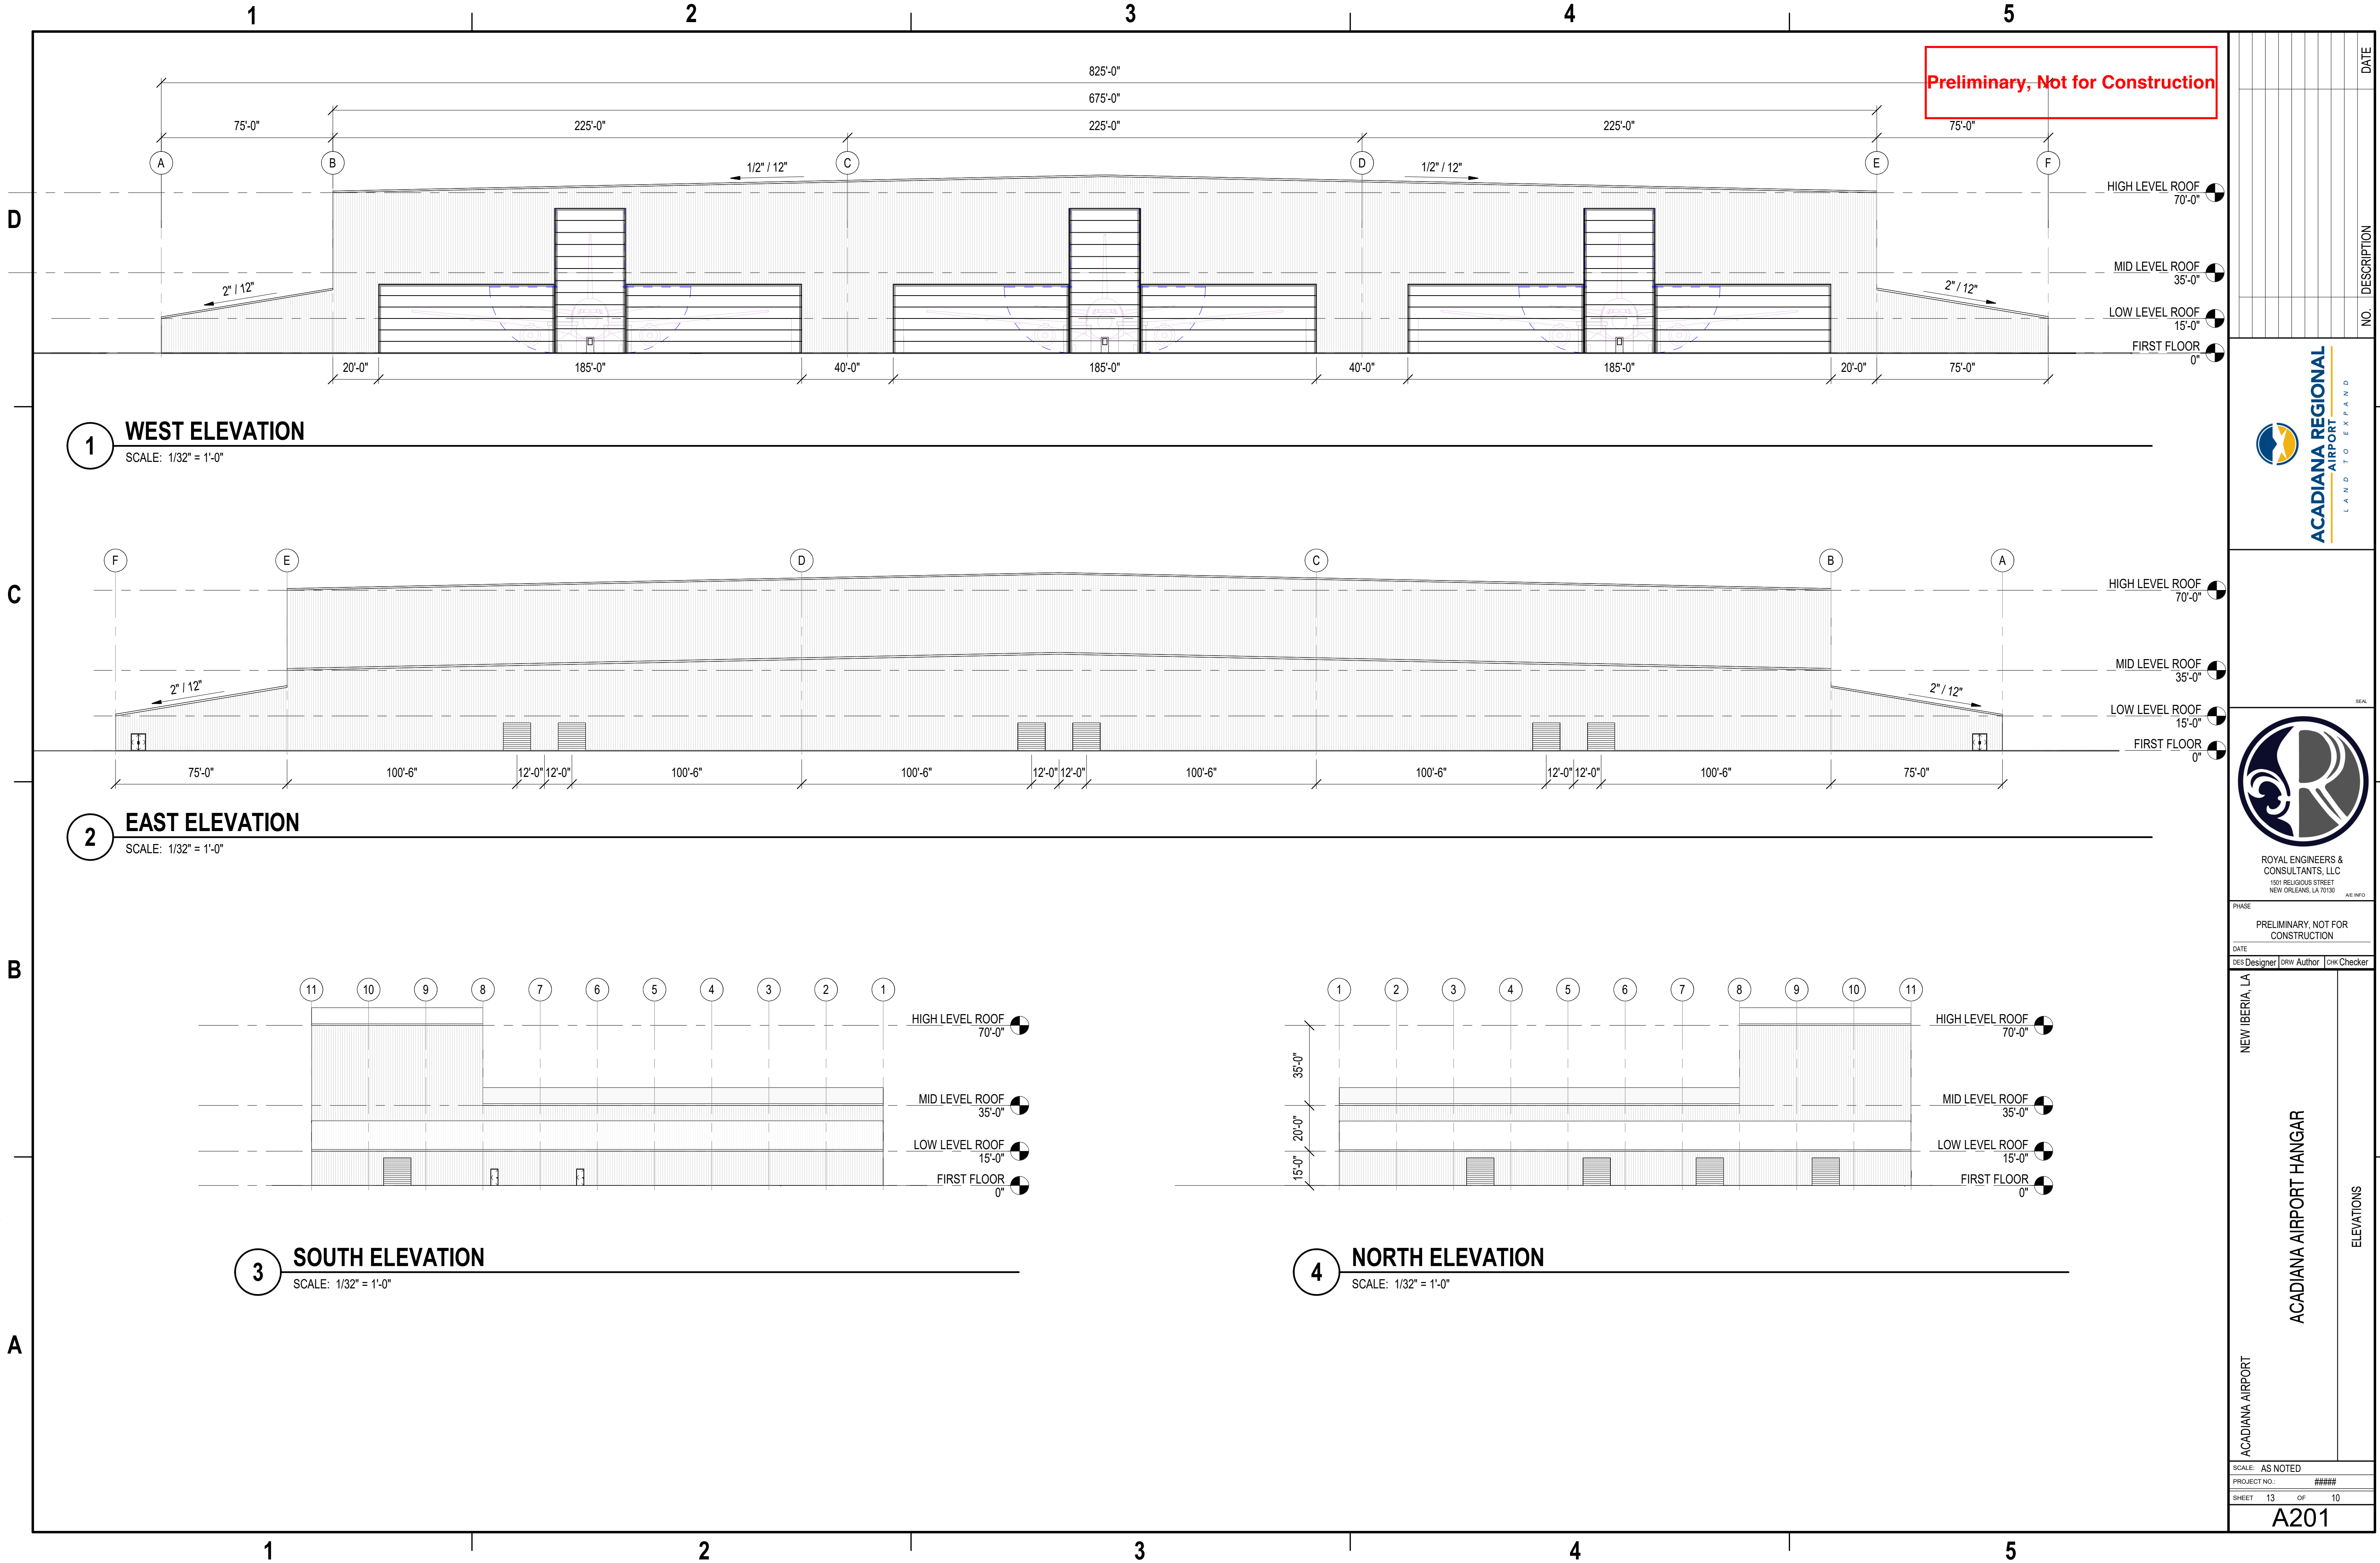 1 2 3 4 5
Preliminary, Not for Construction
825'-0"
675'-0"
75'-0" 225'-0" 225'-0" 225'-0" 75'-0"
A B C D E F
1/2" / 12" 1/2" / 12"
2" / 12" 2" / 12"
HIGH LEVEL ROOF
70'-0"
MID LEVEL ROOF
35'-0"
LOW LEVEL ROOF
15'-0"
FIRST FLOOR
0"
20'-0" 185'-0" 40'-0" 185'-0" 40'-0" 185'-0" 20'-0" 75'-0"
1 WEST ELEVATION
SCALE: 1/32" = 1'-0"
F E D C B A
2" / 12" 2" / 12"
HIGH LEVEL ROOF
70'-0"
MID LEVEL ROOF
35'-0"
LOW LEVEL ROOF
15'-0"
FIRST FLOOR
0"
75'-0" 100'-6" 12'-0" 12'-0" 100'-6" 100'-6" 12'-0" 12'-0" 100'-6" 100'-6" 12'-0" 12'-0" 100'-6" 75'-0"
2 EAST ELEVATION
SCALE: 1/32" = 1'-0"
11 10 9 8 7 6 5 4 3 2 1
HIGH LEVEL ROOF
70'-0"
MID LEVEL ROOF
35'-0"
LOW LEVEL ROOF
15'-0"
FIRST FLOOR
0"
3 SOUTH ELEVATION
SCALE: 1/32" = 1'-0"
1 2 3 4 5 6 7 8 9 10 11
35'-0"
20'-0"
15'-0"
HIGH LEVEL ROOF
70'-0"
MID LEVEL ROOF
35'-0"
LOW LEVEL ROOF
15'-0"
FIRST FLOOR
0"
4 NORTH ELEVATION
SCALE: 1/32" = 1'-0"
D
C
B
A
1 2 3 4 5
NO. DESCRIPTION DATE
ACADIANA REGIONAL
AIRPORT
LAND TO EXPAND
SEAL
R
ROYAL ENGINEERS &
CONSULTANTS, LLC
1501 RELIGIOUS STREET
NEW ORLEANS, LA 70130
A/E INFO
PHASE
PRELIMINARY, NOT FOR
CONSTRUCTION
DATE
DES Designer DRW Author CHK Checker
ACADIANA AIRPORT NEW IBERIA, LA
ACADIANA AIRPORT HANGAR
ELEVATIONS
SCALE: AS NOTED
PROJECT NO.: #####
SHEET 13 OF 10
A201